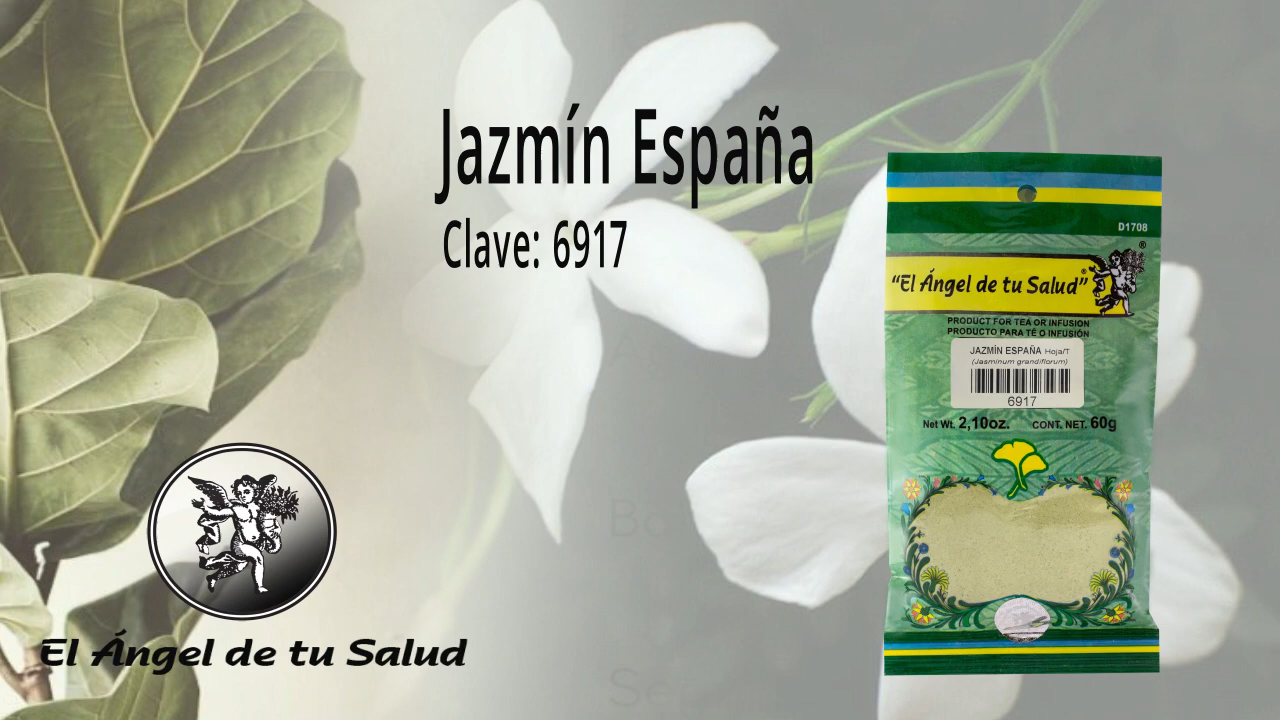 Jazmín España
Clave: 6917
D1708
®
“El Ángel de tu Salud”®
PRODUCT FOR TEA OR INFUSION
PRODUCTO PARA TÉ O INFUSIÓN
JAZMÍN ESPAÑA Hoja/T
(Jasminum grandiflorum)
6917
Net Wt. 2,10oz. CONT. NET. 60g
El Ángel de tu Salud